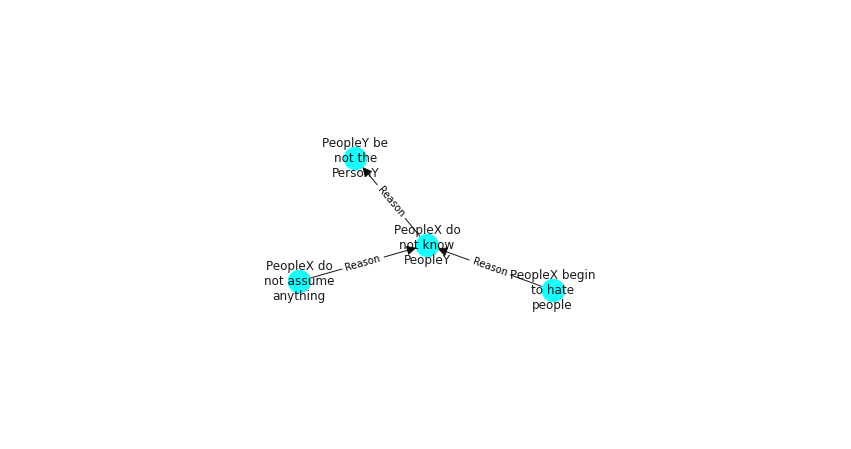 PeopleY be
not the
PersonY
Reason
PeopleX do
not know
PeopleY
Reason
Reason
PeopleX do
not assume
anything
PeopleX begin
to hate
people